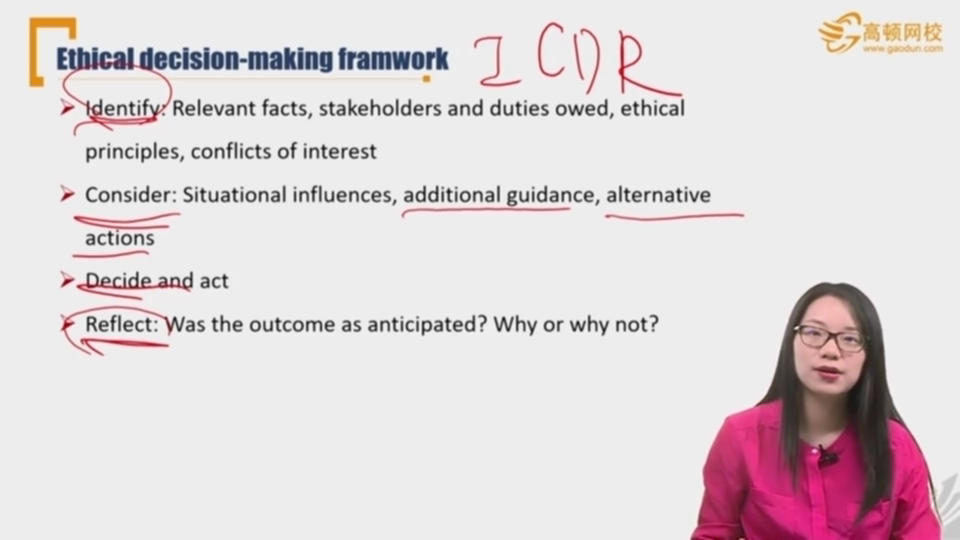 Ethical decision-making framwork
I C D R
高顿网校
www.gaodun.com
Identify: Relevant facts, stakeholders and duties owed, ethical
principles, conflicts of interest
Consider: Situational influences, additional guidance, alternative
actions
Decide and act
Reflect: Was the outcome as anticipated? Why or why not?